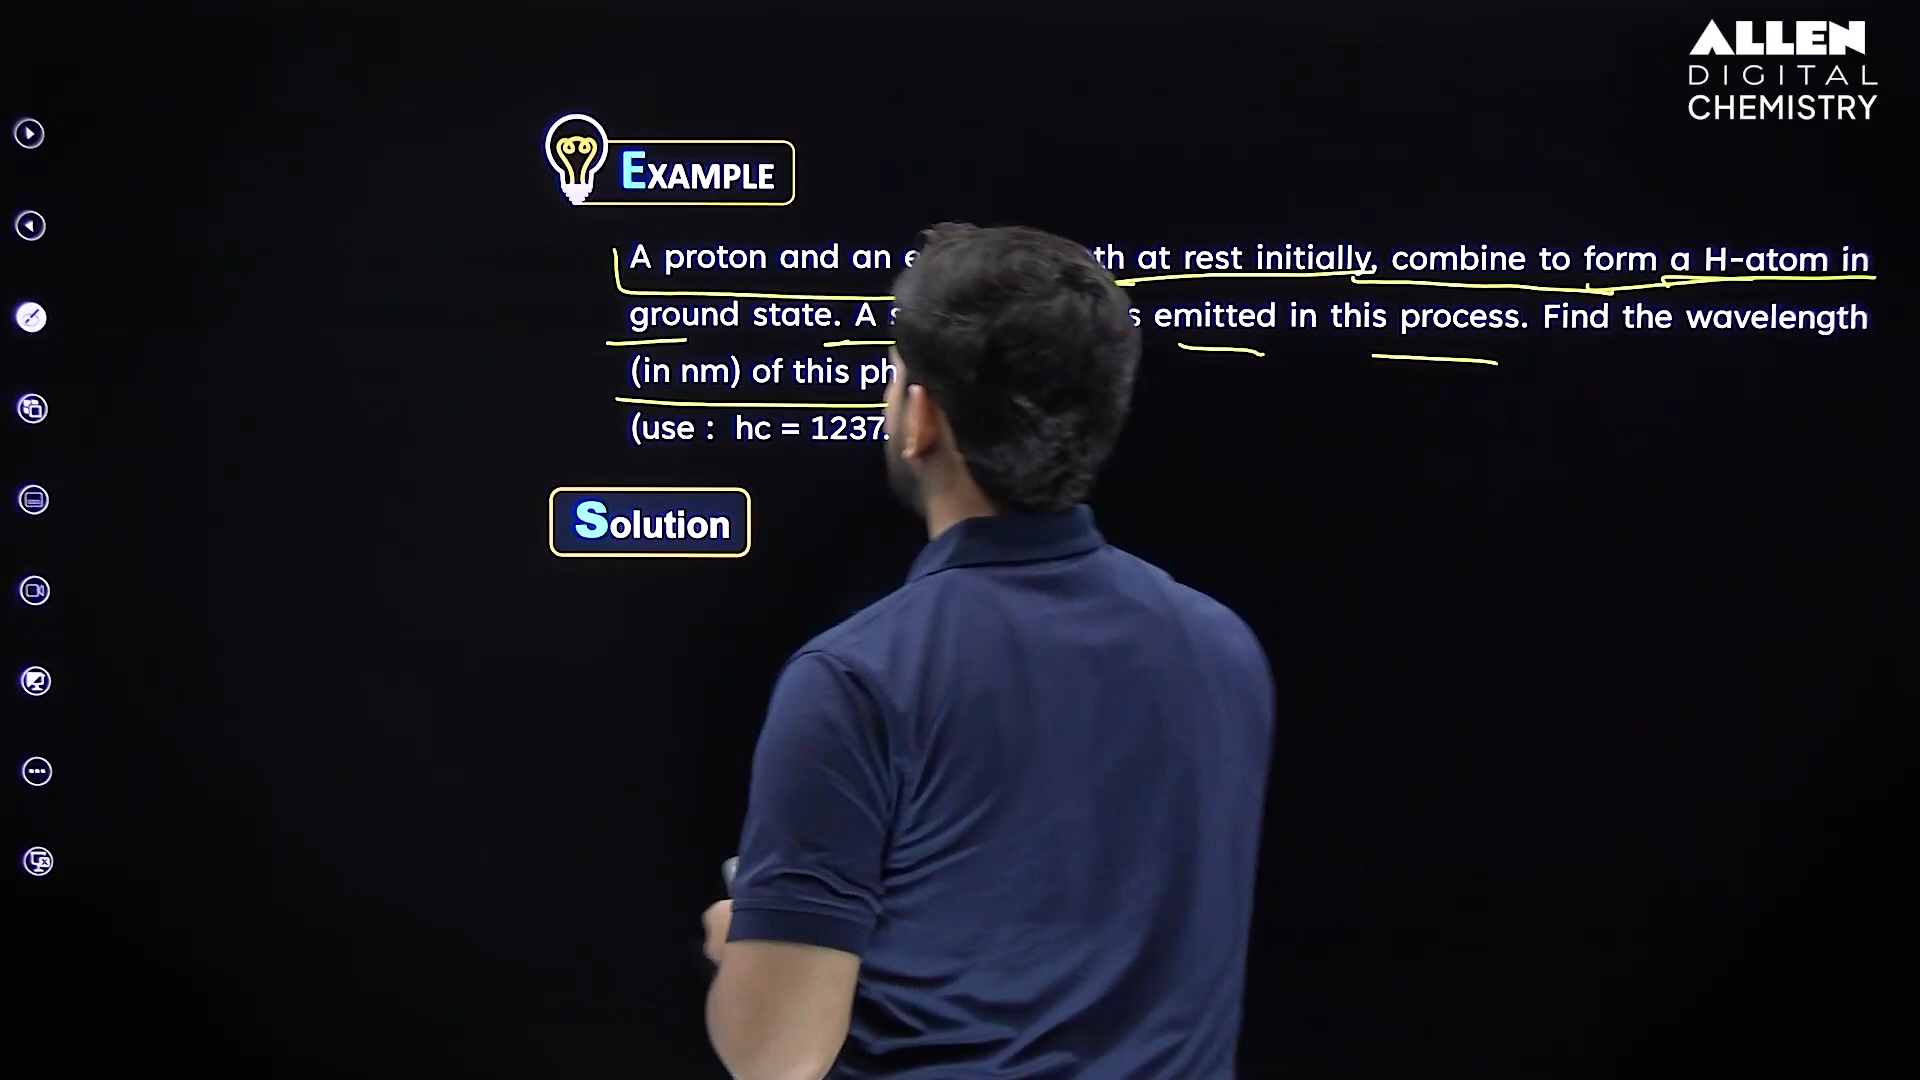 ALLEN
DIGITAL
CHEMISTRY
EXAMPLE
A proton and an th at rest initially, combine to form a H-atom in
ground state. A s emitted in this process. Find the wavelength
(in nm) of this ph
(use : hc = 1237.
Solution